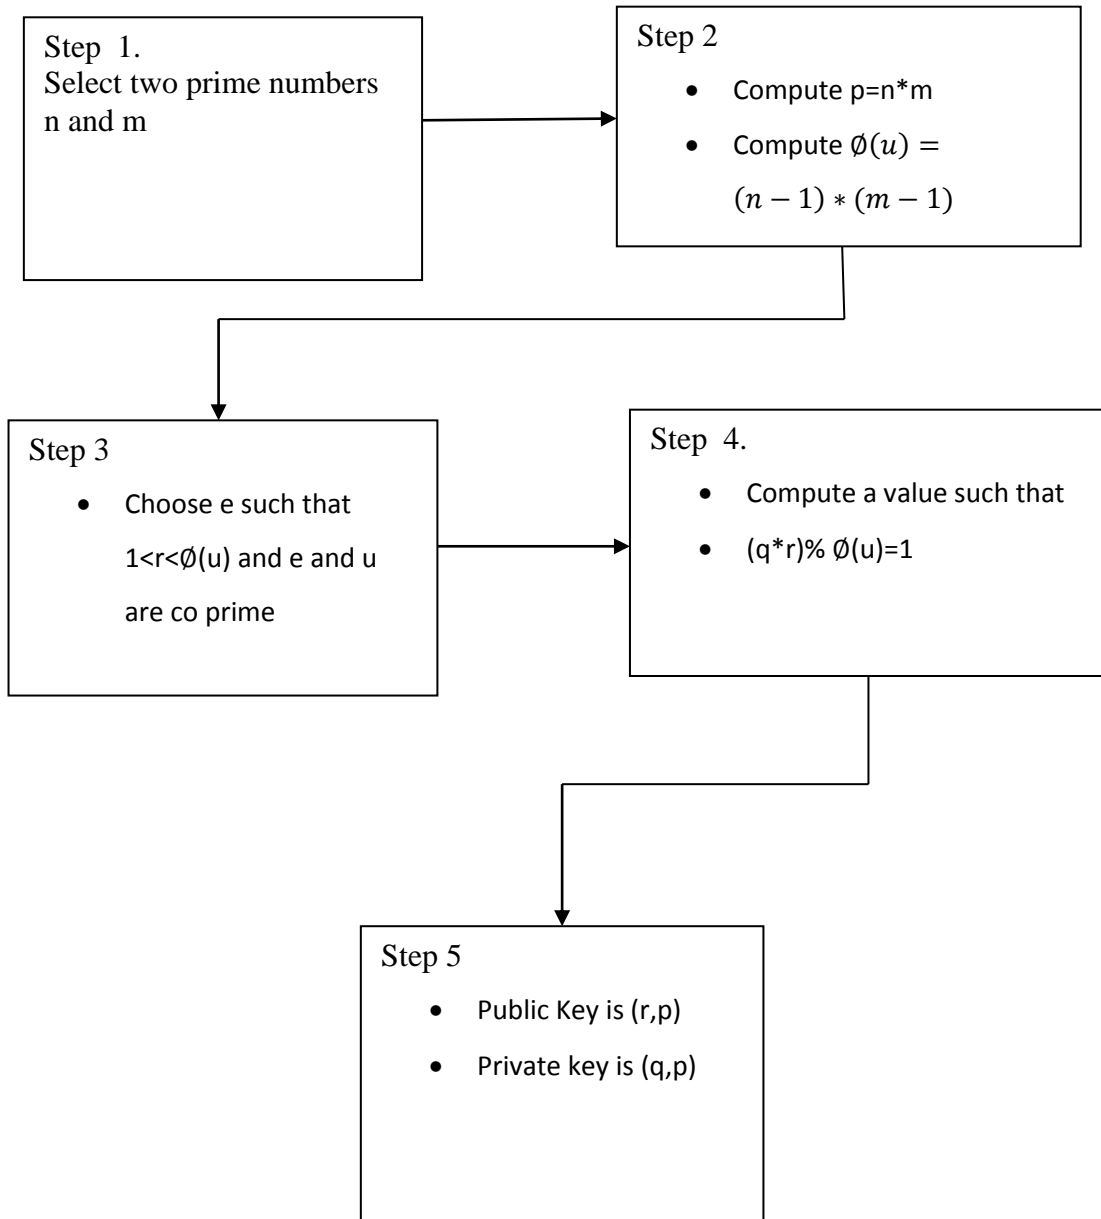 Step 1.
Select two prime numbers
n and m
Step 2
• Compute p=n*m
• Compute ∅(u) =
(n − 1) ∗ (m − 1)
Step 3
• Choose e such that
1<r<Ø(u) and e and u
are co prime
Step 4.
• Compute a value such that
• (q*r)% Ø(u)=1
Step 5
• Public Key is (r,p)
• Private key is (q,p)